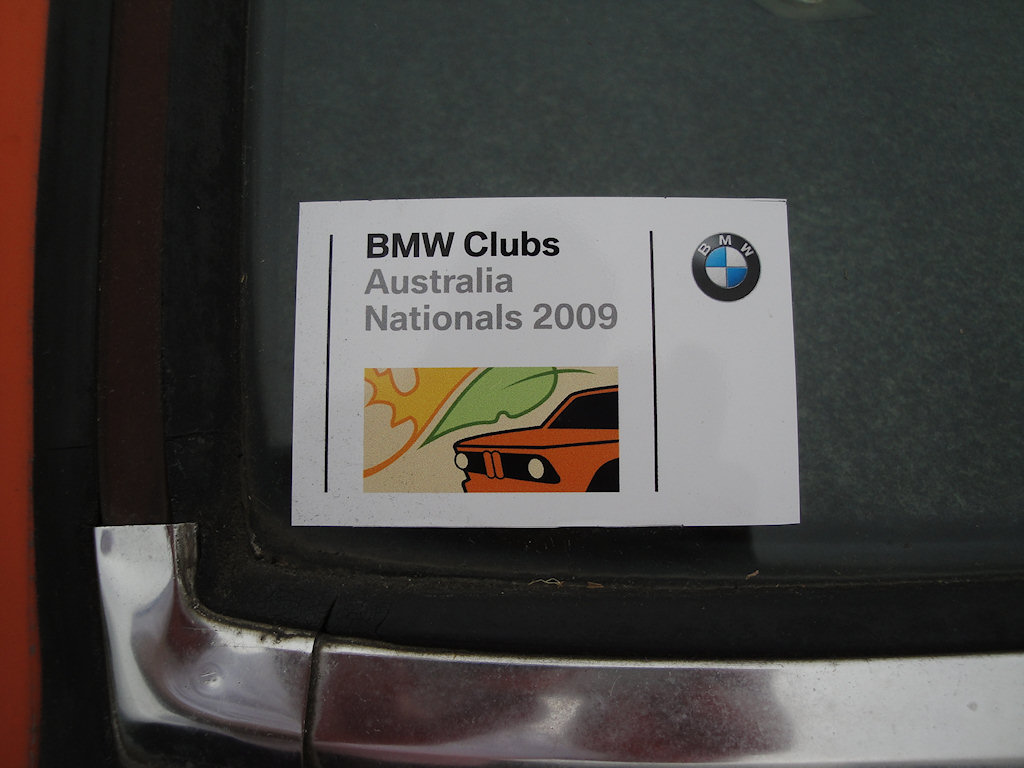 BMW Clubs
Australia
Nationals 2009
BMW